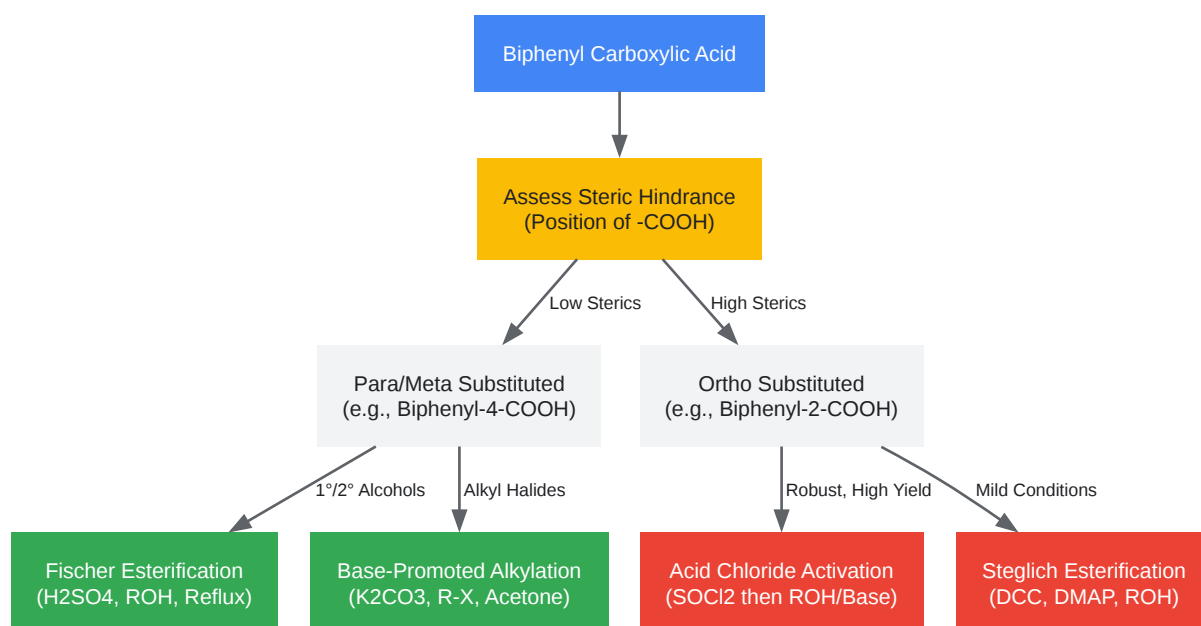 Biphenyl Carboxylic Acid
Assess Steric Hindrance
(Position of -COOH)
Low Sterics
High Sterics
Para/Meta Substituted
(e.g., Biphenyl-4-COOH)
Ortho Substituted
(e.g., Biphenyl-2-COOH)
1°/2° Alcohols
Alkyl Halides
Robust, High Yield
Mild Conditions
Fischer Esterification
(H2SO4, ROH, Reflux)
Base-Promoted Alkylation
(K2CO3, R-X, Acetone)
Acid Chloride Activation
(SOCl2 then ROH/Base)
Steglich Esterification
(DCC, DMAP, ROH)